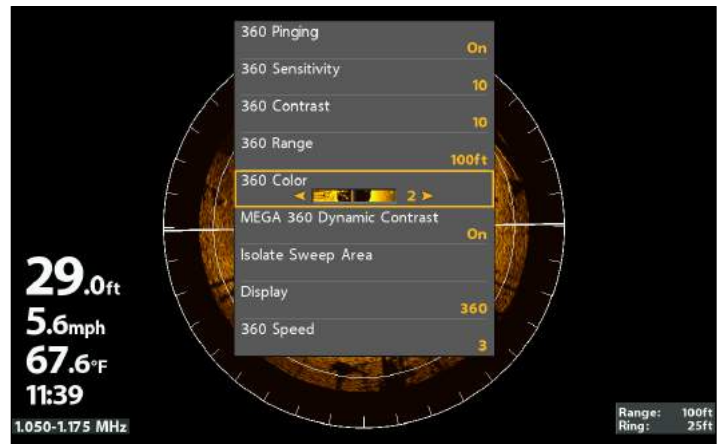 360 Pinging
On
360 Sensitivity
10
360 Contrast
10
360 Range
100ft
360 Color
2
MEGA 360 Dynamic Contrast
On
Isolate Sweep Area
Display
360
360 Speed
3
29.0ft
5.6mph
67.6°F
11:39
1.050-1.175 MHz
Range: 100ft
Ring: 25ft